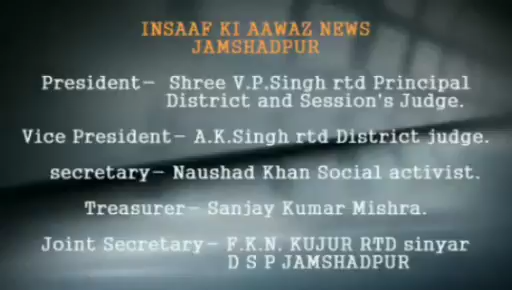 INSAAF KI AAWAZ NEWS
JAMSHADPUR
President- Shree V.P.Singh rtd Principal
District and Session's Judge.
Vice President- A.K.Singh rtd District judge.
secretary- Naushad Khan Social activist.
Treasurer- Sanjay Kumar Mishra.
Joint Secretary- F.K.N. KUJUR RTD sinyar
D S P JAMSHADPUR